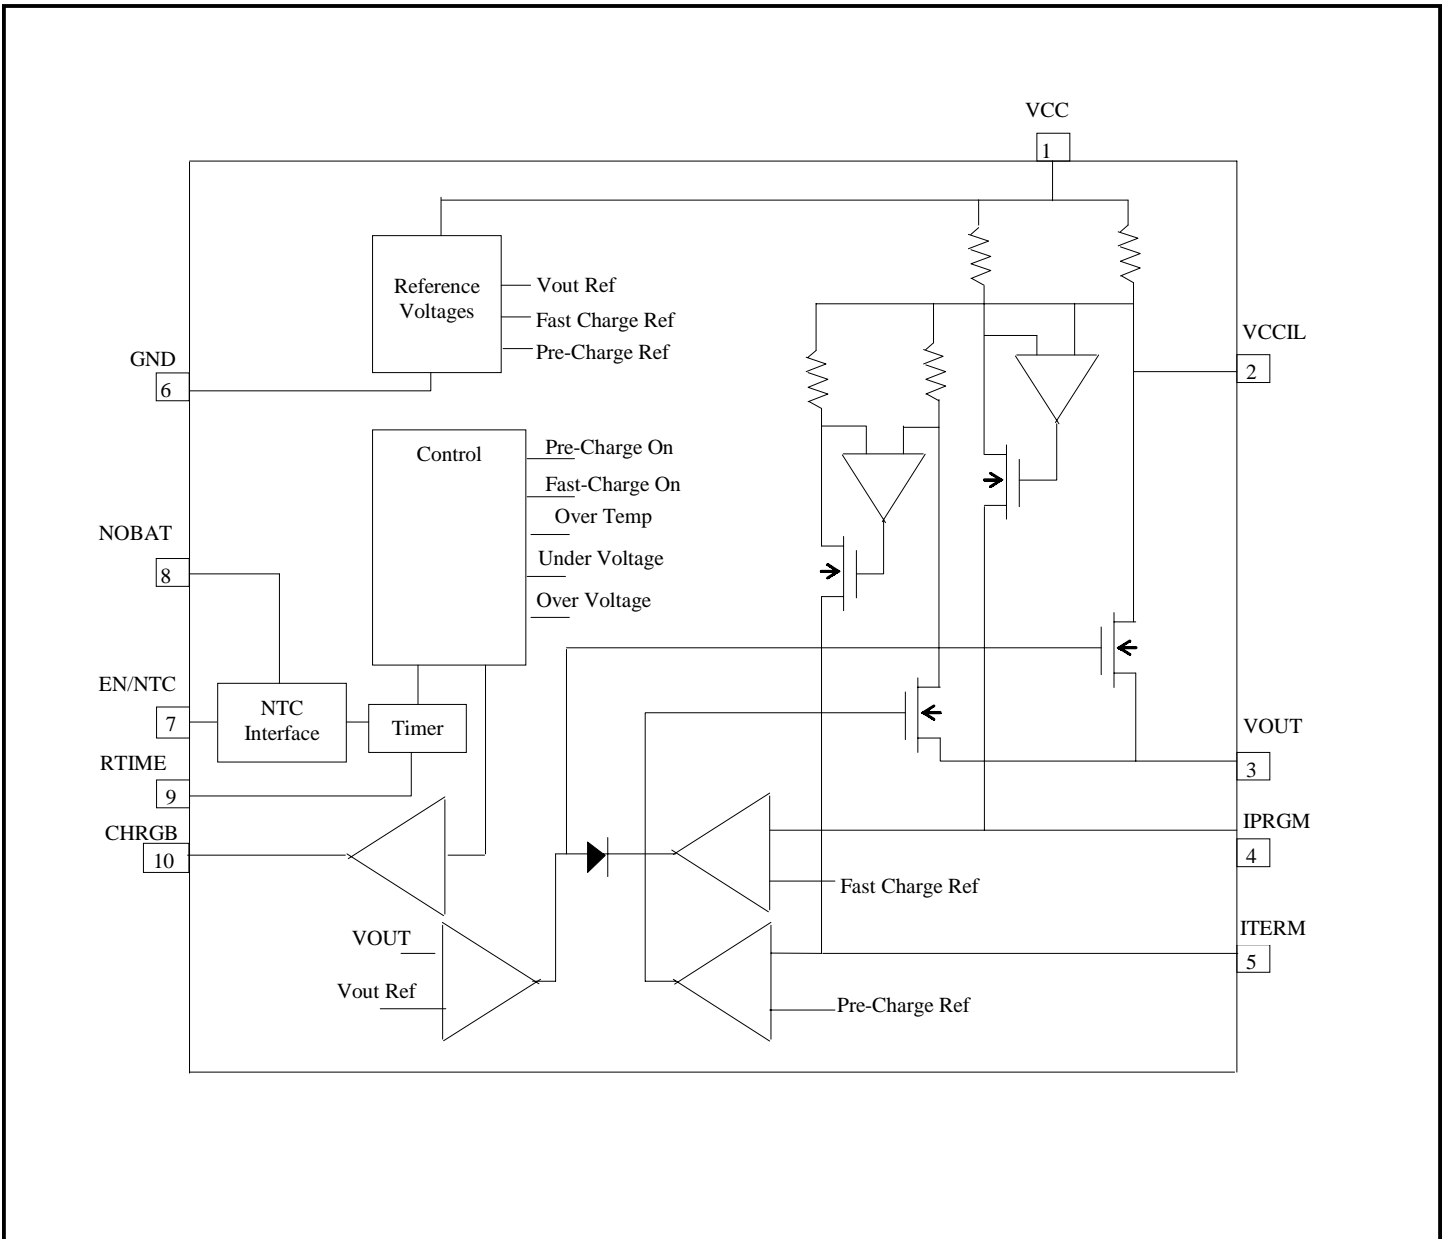 VCC
1
Reference
Voltages
Vout Ref
Fast Charge Ref
Pre-Charge Ref
VCCIL
2
GND
6
Control
Pre-Charge On
Fast-Charge On
Over Temp
Under Voltage
Over Voltage
NOBAT
8
EN/NTC
7
NTC
Interface
Timer
VOUT
3
RTIME
9
CHRGB
10
IPRGM
4
Fast Charge Ref
ITERM
5
VOUT
Vout Ref
Pre-Charge Ref